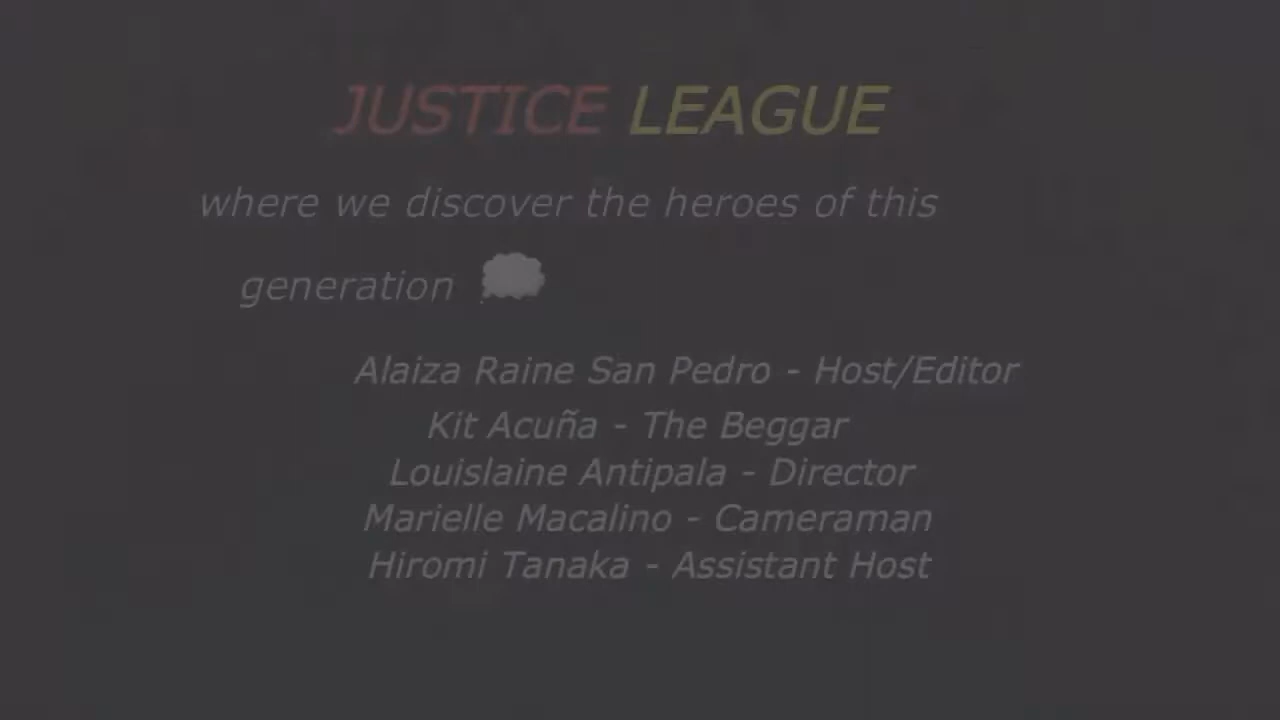 JUSTICE LEAGUE
where we discover the heroes of this
generation
Alaiza Raine San Pedro - Host/Editor
Kit Acuña - The Beggar
Louislaine Antipala - Director
Marielle Macalino - Cameraman
Hiromi Tanaka - Assistant Host